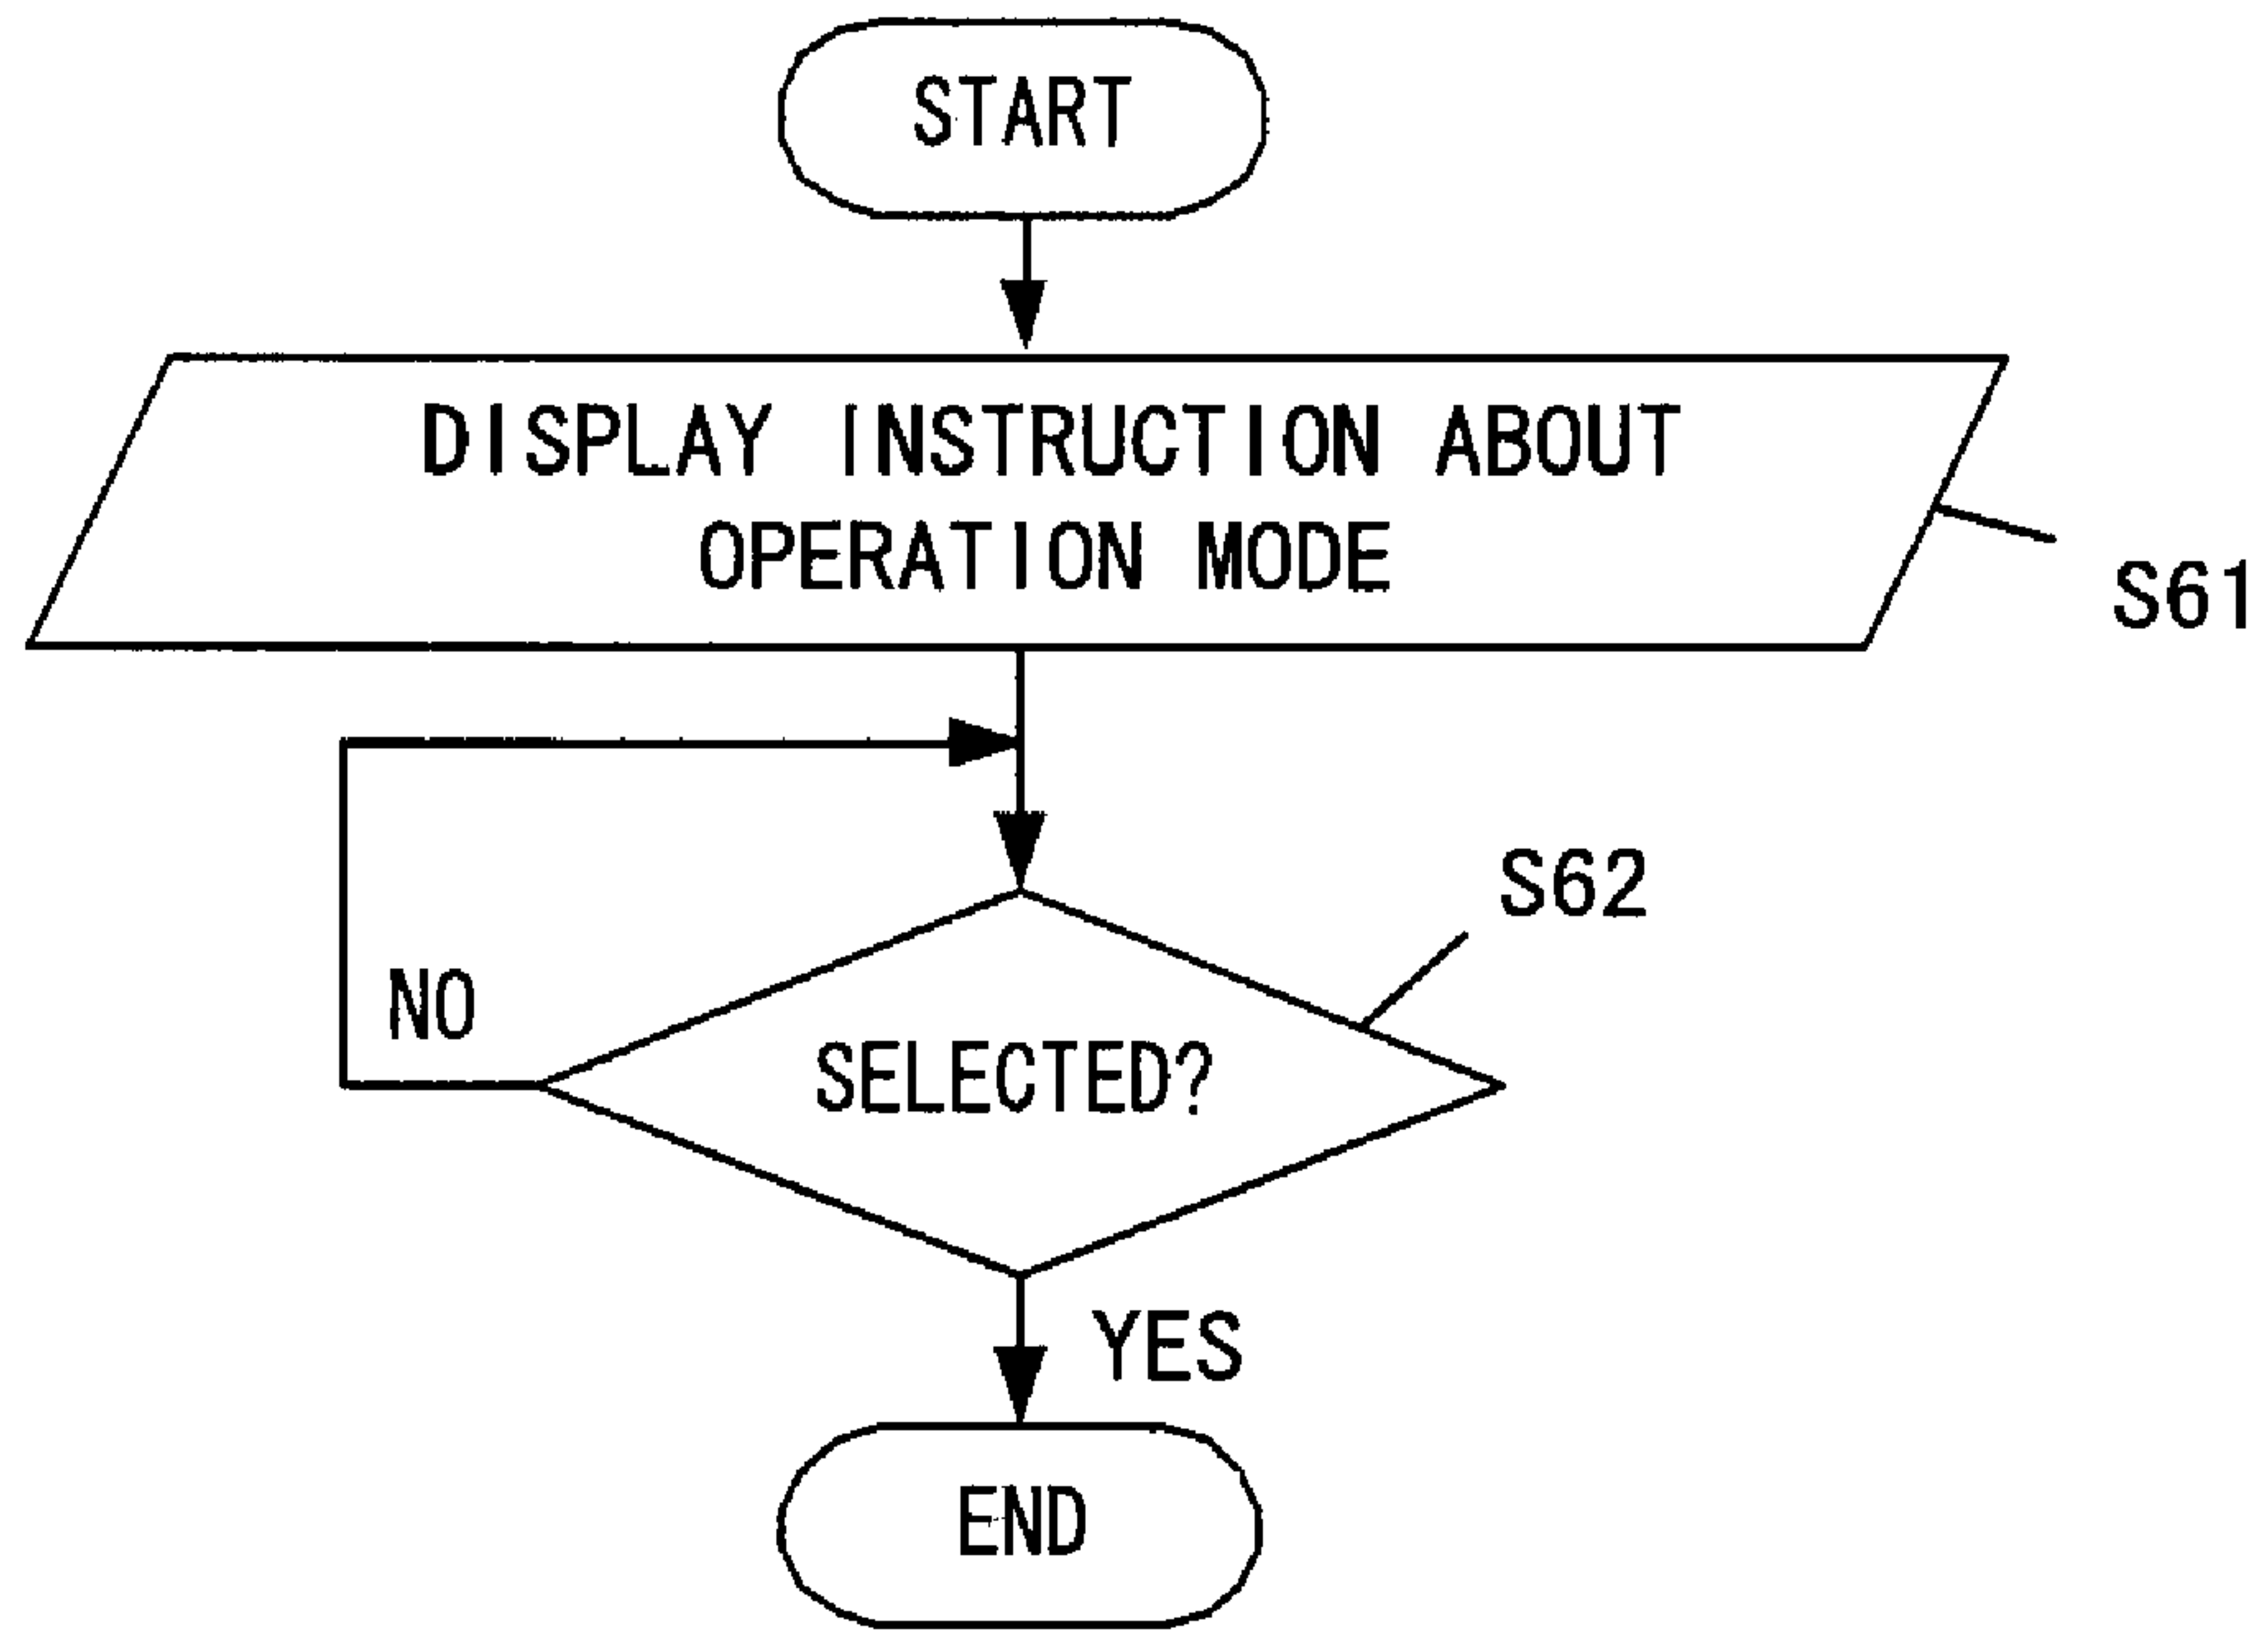 START
DISPLAY INSTRUCTION ABOUT
OPERATION MODE
S61
S62
NO
SELECTED?
YES
END